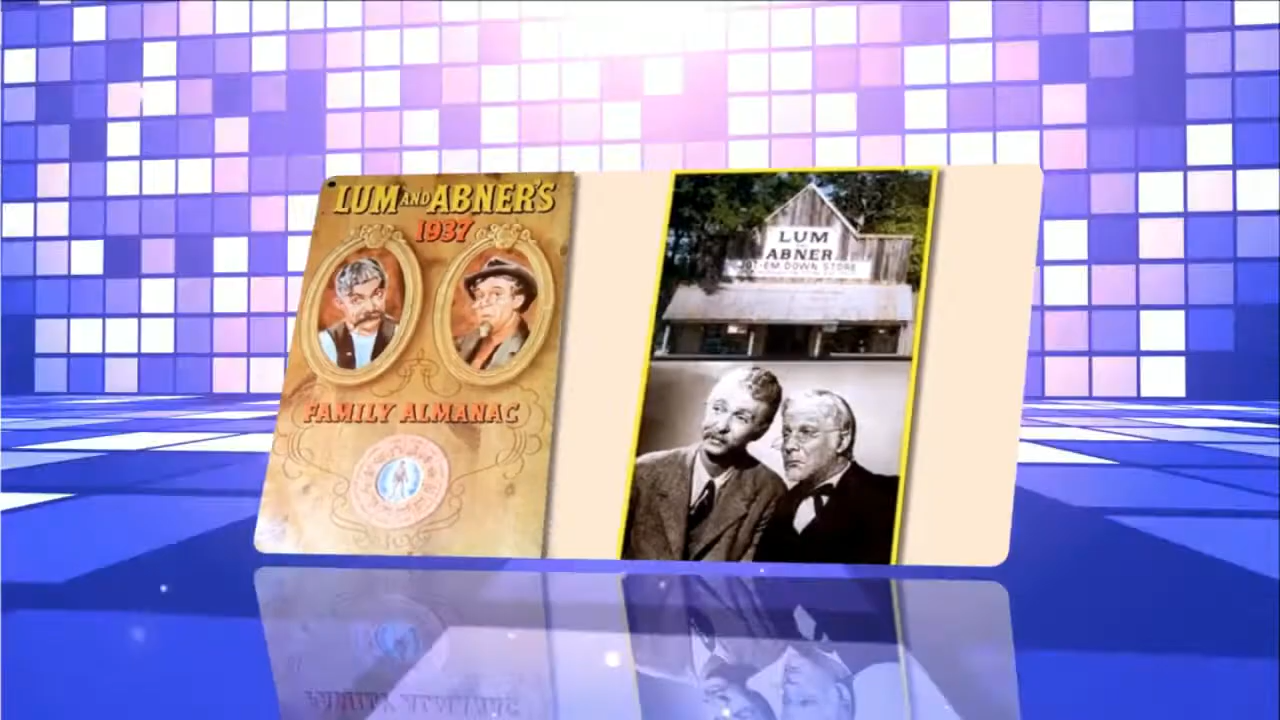 LUM AND ABNER'S
1937
FAMILY ALMANAC
LUM
ABNER
JOT-EM DOWN STORE